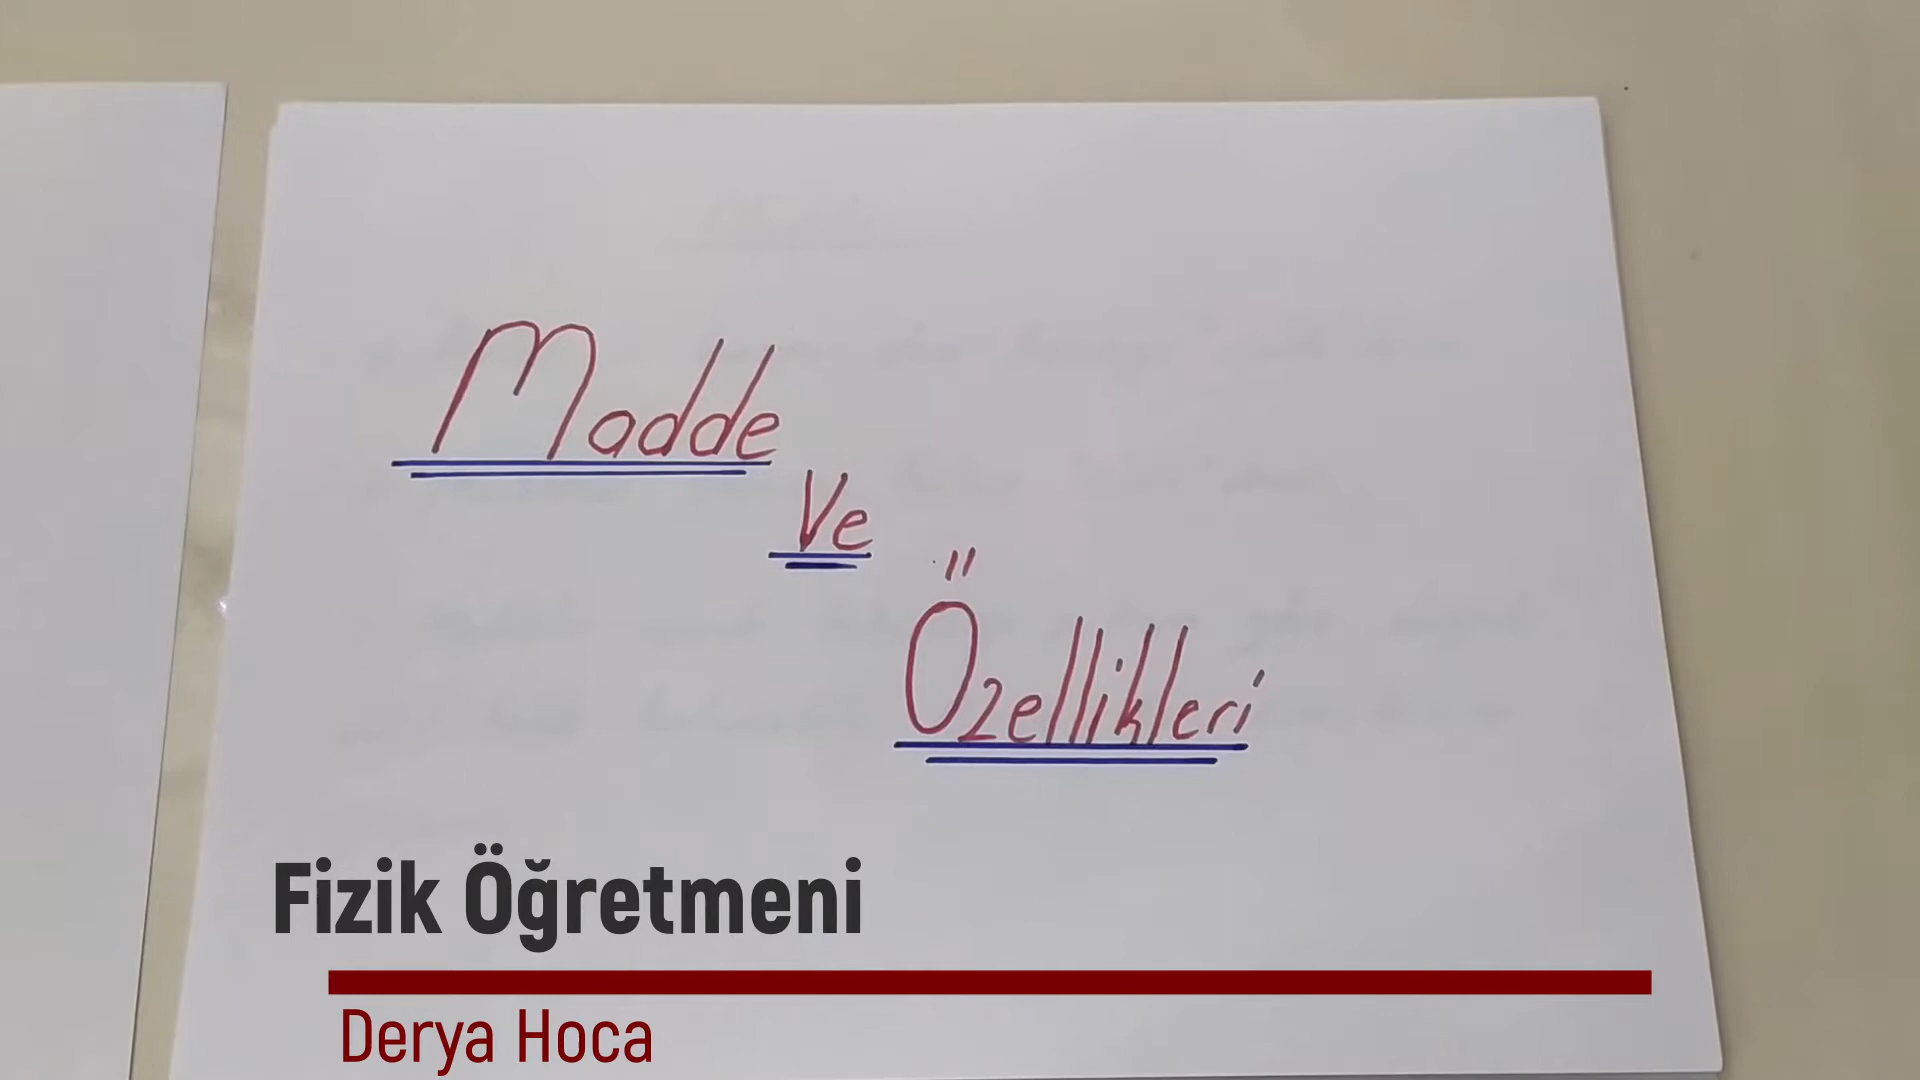 Madde
Ve
Özellikleri
Fizik Öğretmeni
Derya Hoca